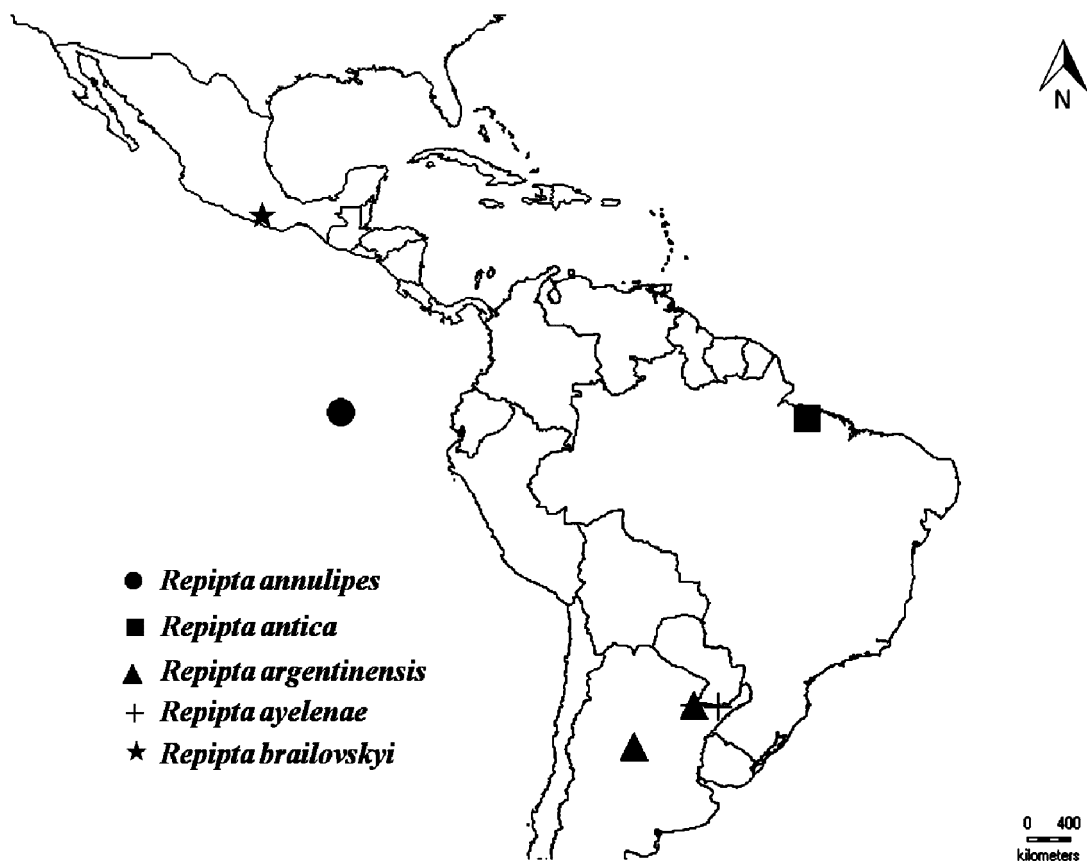 N
Repipta annulipes
Repipta antica
Repipta argentinensis
Repipta ayelenae
Repipta brailovskyi
0 400
kilometers